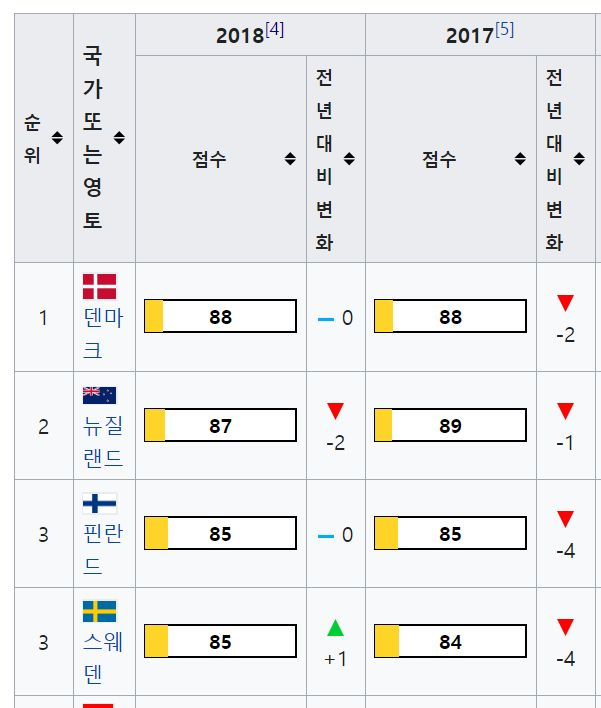 2018[4] 2017[5]
순위 국가 또는 영토 점수 전년 대비 변화 점수 전년 대비 변화
1 덴마크 88 0 88 -2
2 뉴질랜드 87 -2 89 -1
3 핀란드 85 0 85 -4
3 스웨덴 85 +1 84 -4